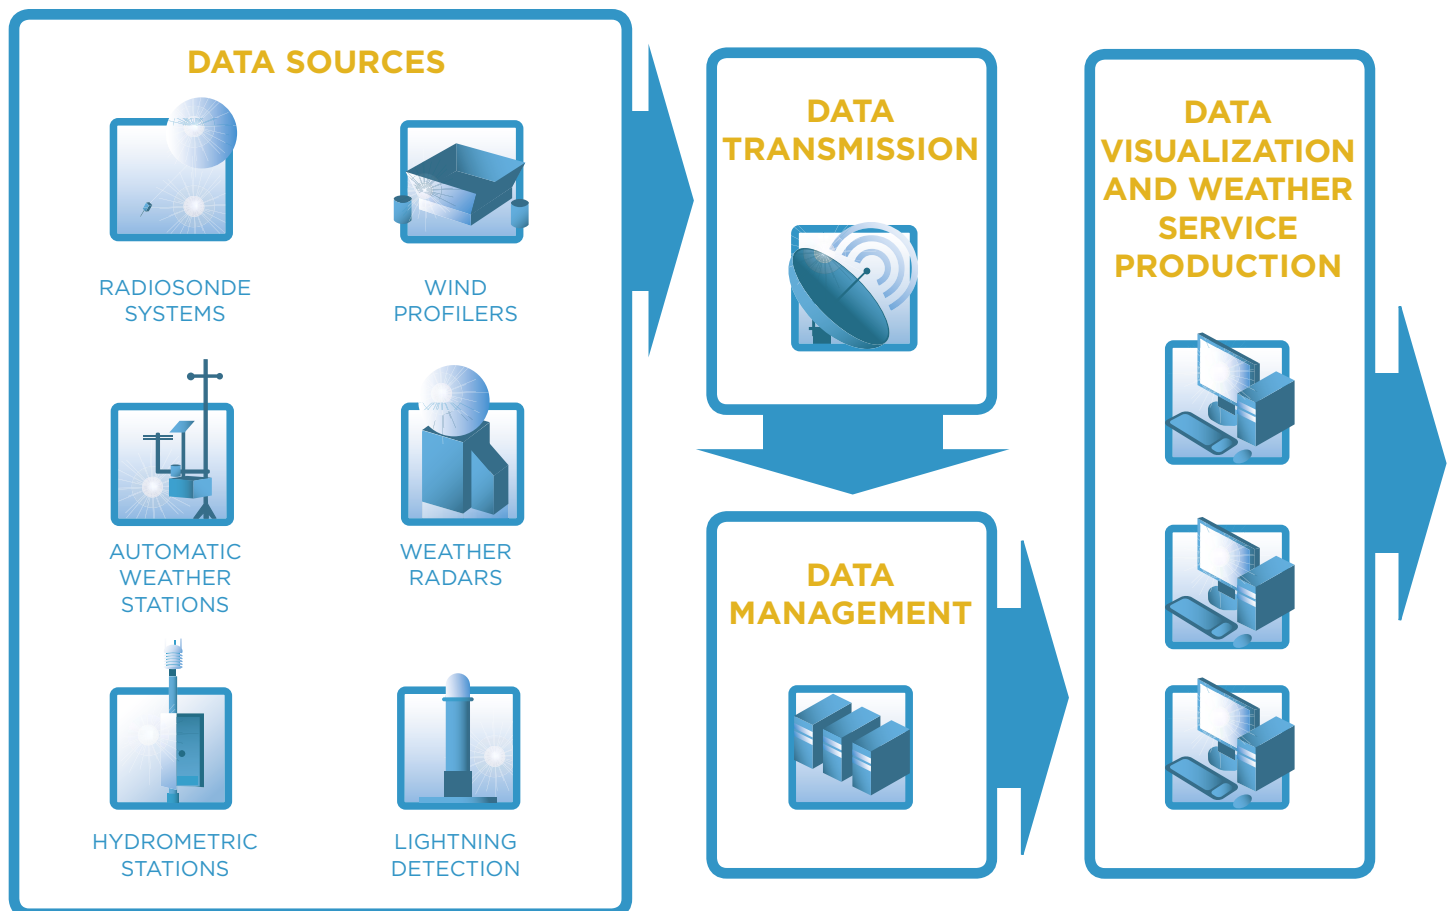 DATA SOURCES
RADIOSONDE
SYSTEMS
WIND
PROFILERS
AUTOMATIC
WEATHER
STATIONS
WEATHER
RADARS
HYDROMETRIC
STATIONS
LIGHTNING
DETECTION
DATA
TRANSMISSION
DATA
MANAGEMENT
DATA
VISUALIZATION
AND WEATHER
SERVICE
PRODUCTION